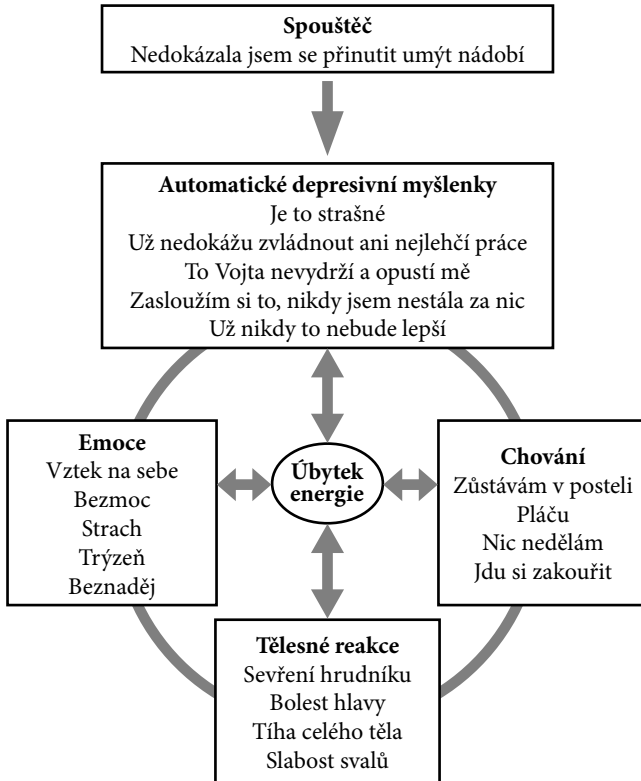 Spouštěč
Nedokázala jsem se přinutit umýt nádobí
Automatické depresivní myšlenky
Je to strašné
Už nedokážu zvládnout ani nejlehčí práce
To Vojta nevydrží a opustí mě
Zasloužím si to, nikdy jsem nestála za nic
Už nikdy to nebude lepší
Emoce
Vztek na sebe
Bezmoc
Strach
Trýzeň
Beznaděj
Úbytek
energie
Chování
Zůstávám v posteli
Pláču
Nic nedělám
Jdu si zakouřit
Tělesné reakce
Sevření hrudníku
Bolest hlavy
Tíha celého těla
Slabost svalů